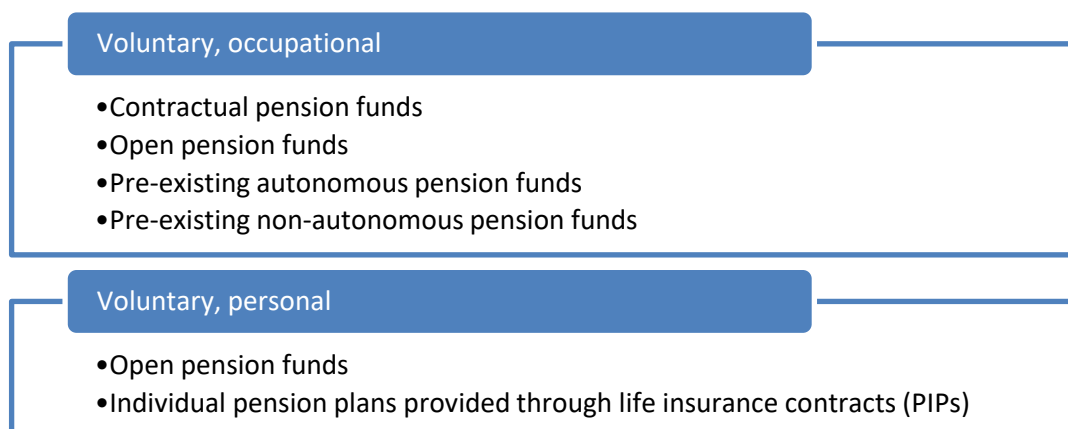 Voluntary, occupational
•Contractual pension funds
•Open pension funds
•Pre-existing autonomous pension funds
•Pre-existing non-autonomous pension funds
Voluntary, personal
•Open pension funds
•Individual pension plans provided through life insurance contracts (PIPs)